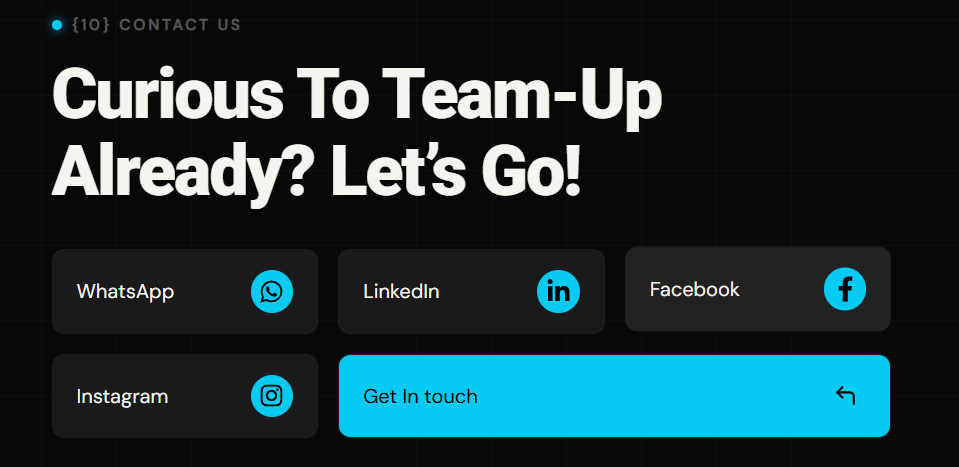 {10} CONTACT US
Curious To Team-Up
Already? Let’s Go!
WhatsApp
LinkedIn
Facebook
Instagram
Get In touch